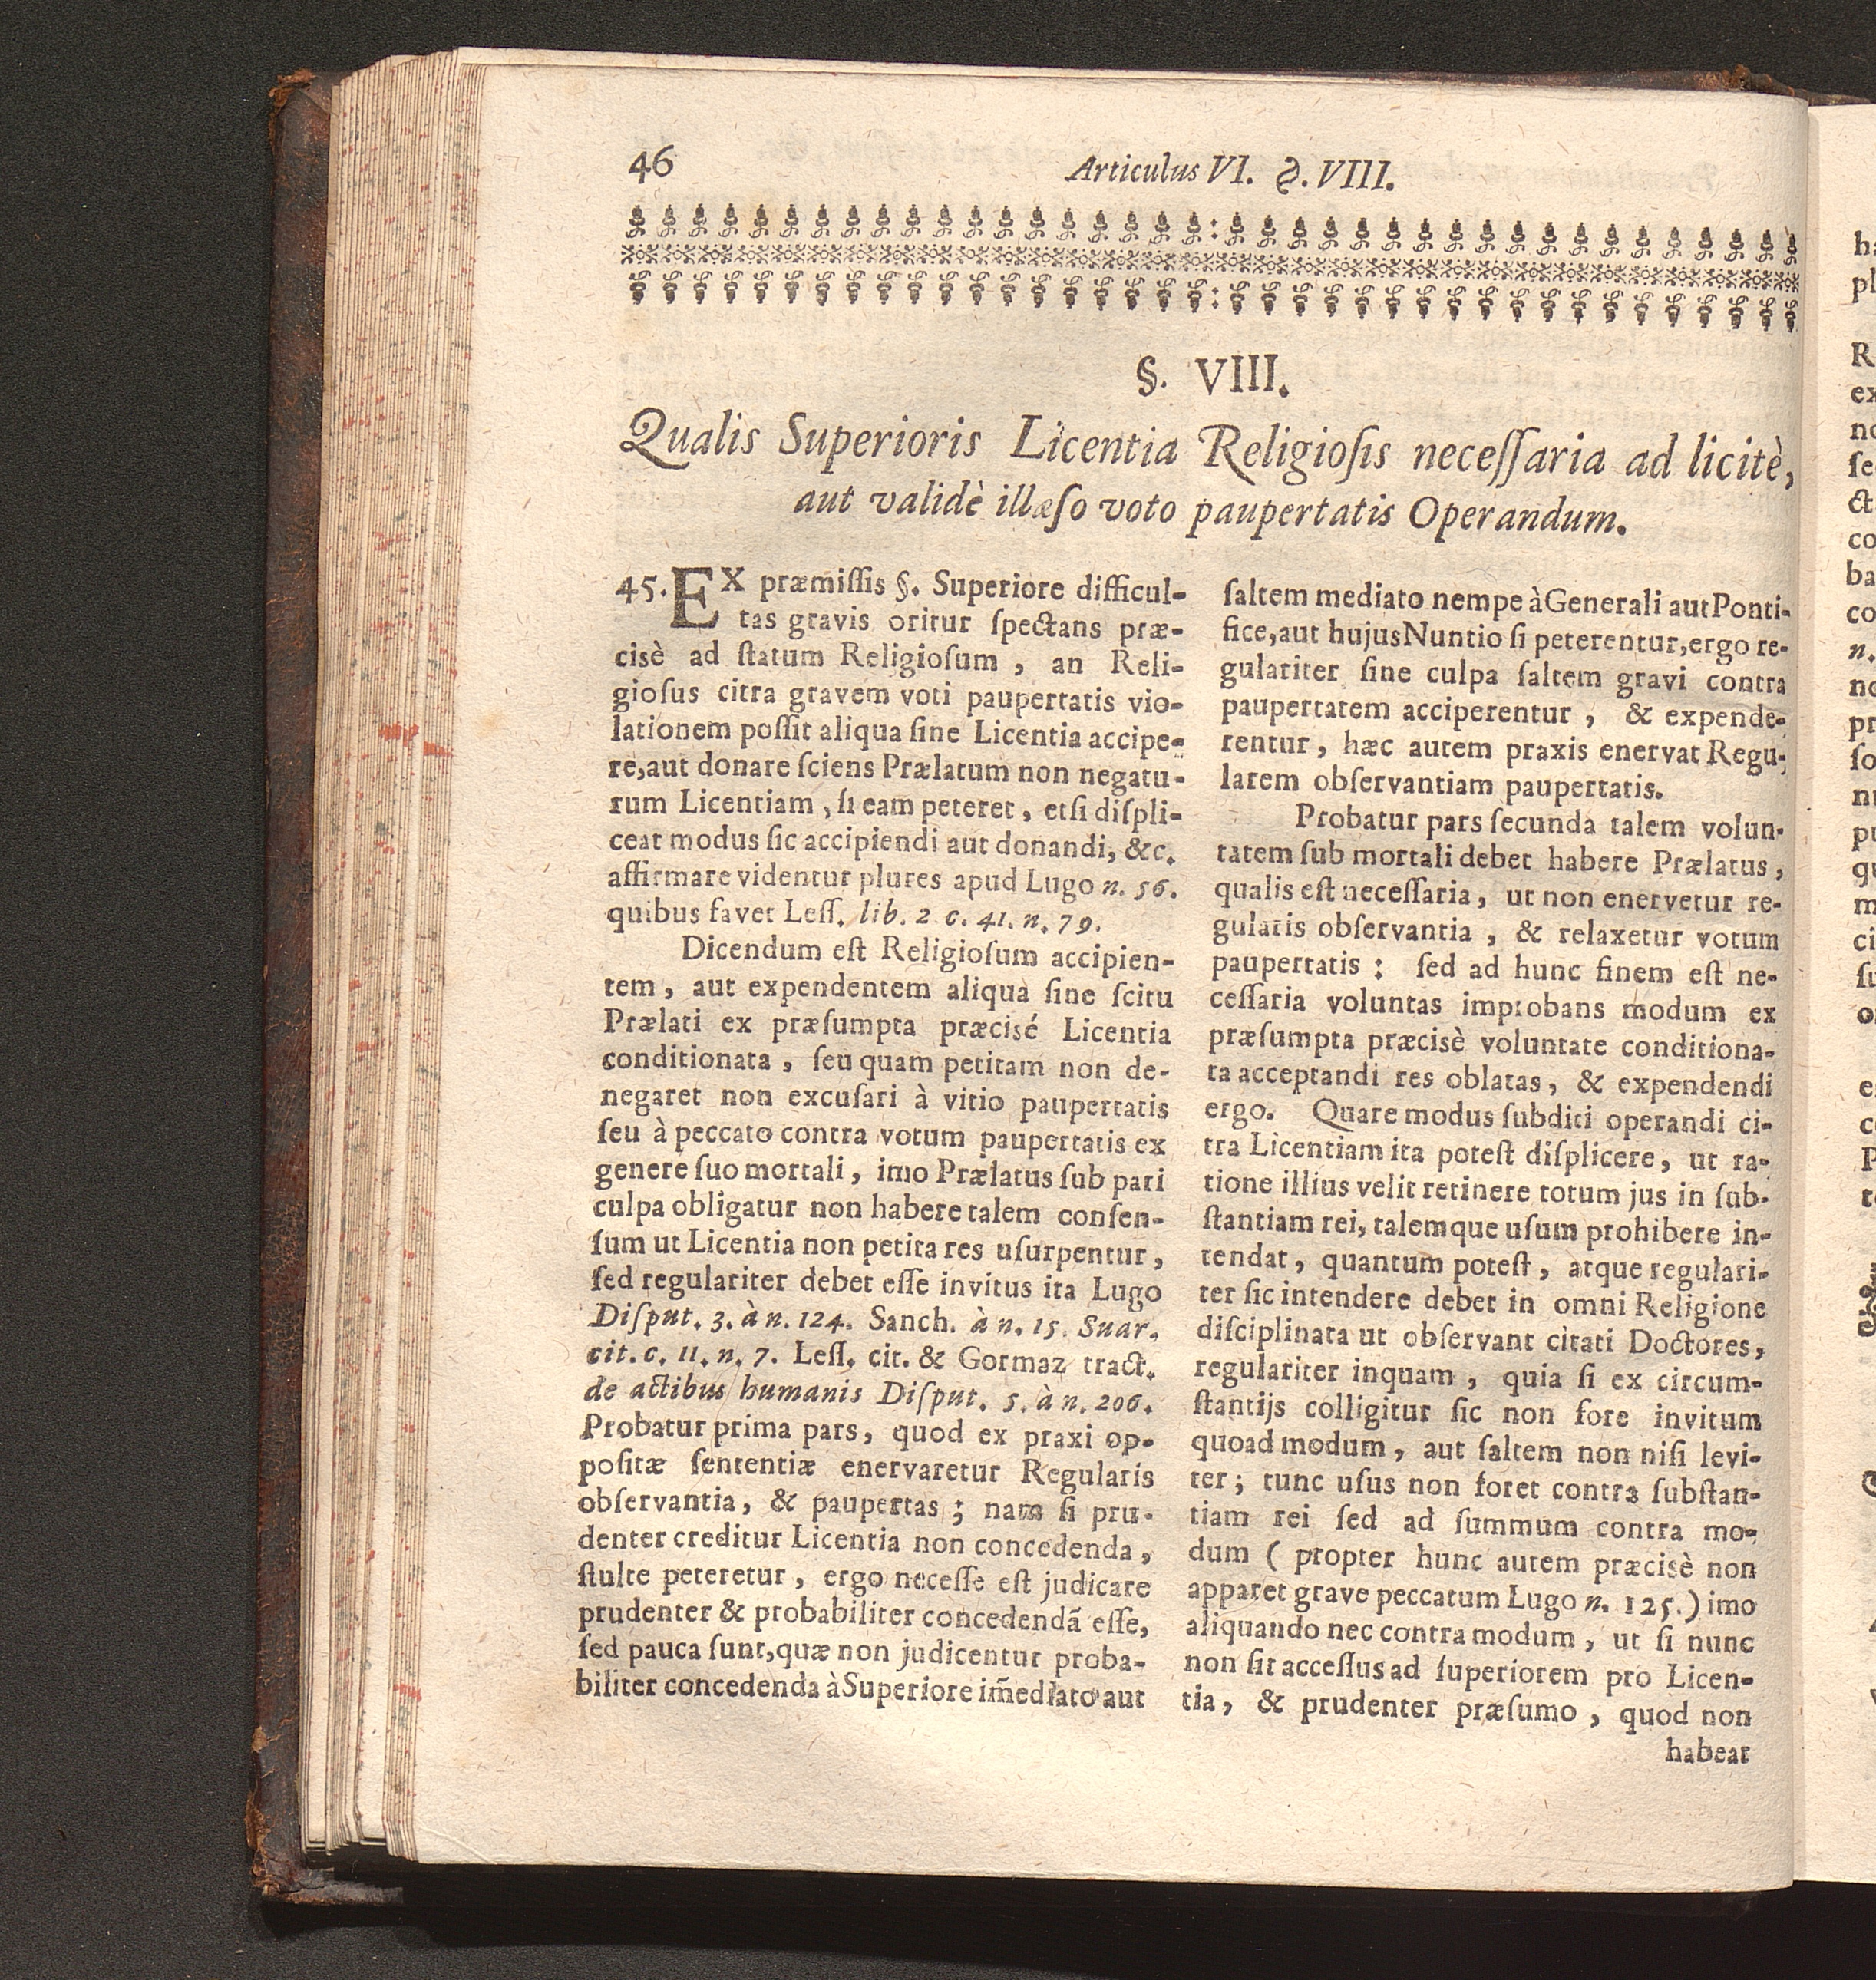 46
Articulus VI. §. VIII.
§. VIII.
Qualis Superioris Licentia Religioſis neceſſaria ad licitè,
aut validè illæſo voto paupertatis Operandum.
45. EX præmiſſis §. Superiore difficul-
tas gravis oritur ſpectans præ-
cisè ad ſtatum Religioſum, an Reli-
gioſus citra gravem voti paupertatis vio-
lationem poſſit aliqua ſine Licentia accipe-
re,aut donare ſciens Prælatum non negatu-
rum Licentiam, ſi eam peteret, etſi diſpli-
ceat modus ſic accipiendi aut donandi, &c.
affirmare videntur plures apud Lugo n. 56.
quibus favet Leſſ. lib. 2 c. 41. n. 79.
Dicendum eſt Religioſum accipien-
tem, aut expendentem aliqua ſine ſcitu
Prælati ex præſumpta præcisé Licentia
conditionata, ſeu quam petitam non de-
negaret non excuſari à vitio paupertatis
ſeu à peccato contra votum paupertatis ex
genere ſuo mortali, imo Prælatus ſub pari
culpa obligatur non habere talem conſen-
ſum ut Licentia non petita res uſurpentur,
ſed regulariter debet eſſe invitus ita Lugo
Diſput. 3. à n. 124. Sanch. à n. 15. Suar.
cit. c. 11. n. 7. Leſſ. cit. & Gormaz tract.
de actibus humanis Diſput. 5. à n. 206.
Probatur prima pars, quod ex praxi op-
poſitæ ſententiæ enervaretur Regularis
obſervantia, & paupertas; nam ſi pru-
denter creditur Licentia non concedenda,
ſtulte peteretur, ergo neceſſe eſt judicare
prudenter & probabiliter concedendã eſſe,
ſed pauca ſunt,quæ non judicentur proba-
biliter concedenda à Superiore im̃ediato aut
ſaltem mediato nempe à Generali aut Ponti-
fice,aut hujus Nuntio ſi peterentur,ergo re-
gulariter ſine culpa ſaltem gravi contra
paupertatem acciperentur, & expende-
rentur, hæc autem praxis enervat Regu-
larem obſervantiam paupertatis.
Probatur pars ſecunda talem volun-
tatem ſub mortali debet habere Prælatus,
qualis eſt neceſſaria, ut non enervetur re-
gularis obſervantia, & relaxetur votum
paupertatis: ſed ad hunc finem eſt ne-
ceſſaria voluntas improbans modum ex
præſumpta præcisè voluntate conditiona-
ta acceptandi res oblatas, & expendendi
ergo. Quare modus ſubditi operandi ci-
tra Licentiam ita poteſt diſplicere, ut ra-
tione illius velit retinere totum jus in ſub-
ſtantiam rei, talemque uſum prohibere in-
tendat, quantum poteſt, atque regulari-
ter ſic intendere debet in omni Religione
diſciplinata ut obſervant citati Doctores,
regulariter inquam, quia ſi ex circum-
ſtantijs colligitur ſic non fore invitum
quoad modum, aut ſaltem non niſi levi-
ter; tunc uſus non foret contra ſubſtan-
tiam rei ſed ad ſummum contra mo-
dum ( propter hunc autem præcisè non
apparet grave peccatum Lugo n. 125.) imo
aliquando nec contra modum, ut ſi nunc
non ſit acceſſus ad ſuperiorem pro Licen-
tia, & prudenter præſumo, quod non
habeat